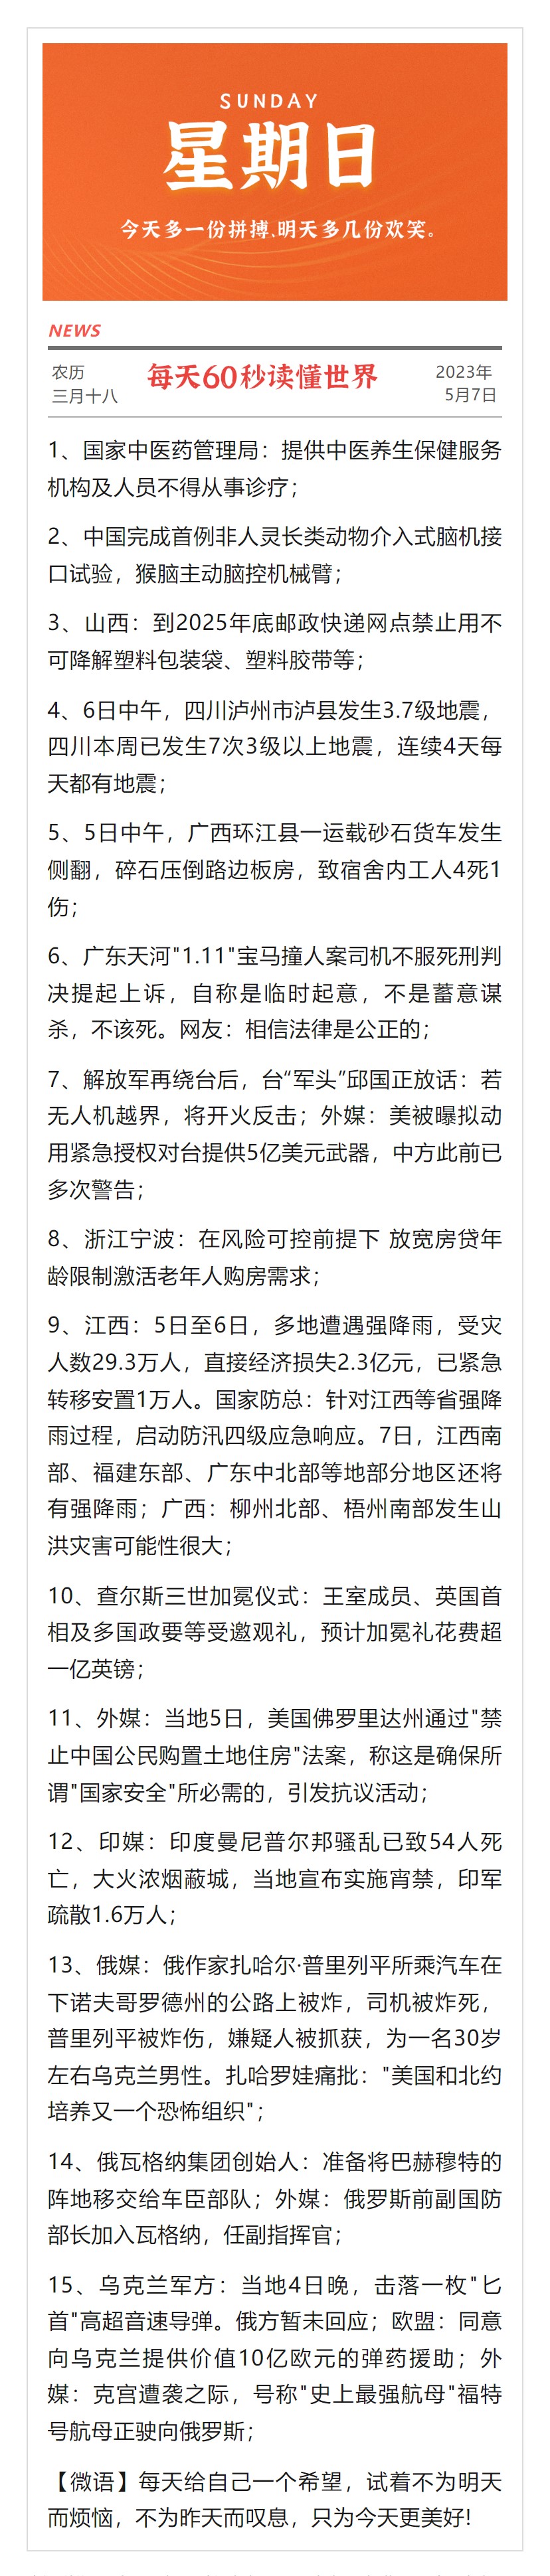 SUNDAY
星期日
今天多一份拼搏、明天多几份欢笑。
NEWS
农历
三月十八
每天60秒读懂世界
2023年
5月7日
1、国家中医药管理局：提供中医养生保健服务
机构及人员不得从事诊疗；
2、中国完成首例非人灵长类动物介入式脑机接
口试验，猴脑主动脑控机械臂；
3、山西：到2025年底邮政快递网点禁止用不
可降解塑料包装袋、塑料胶带等；
4、6日中午，四川泸州市泸县发生3.7级地震，
四川本周已发生7次3级以上地震，连续4天每
天都有地震；
5、5日中午，广西环江县一运载砂石货车发生
侧翻，碎石压倒路边板房，致宿舍内工人4死1
伤；
6、广东天河"1.11"宝马撞人案司机不服死刑判
决提起上诉，自称是临时起意，不是蓄意谋
杀，不该死。网友：相信法律是公正的；
7、解放军再绕台后，台“军头”邱国正放话：若
无人机越界，将开火反击；外媒：美被曝拟动
用紧急授权对台提供5亿美元武器，中方此前已
多次警告；
8、浙江宁波：在风险可控前提下 放宽房贷年
龄限制激活老年人购房需求；
9、江西：5日至6日，多地遭遇强降雨，受灾
人数29.3万人，直接经济损失2.3亿元，已紧急
转移安置1万人。国家防总：针对江西等省强降
雨过程，启动防汛四级应急响应。7日，江西南
部、福建东部、广东中北部等地部分地区还将
有强降雨；广西：柳州北部、梧州南部发生山
洪灾害可能性很大；
10、查尔斯三世加冕仪式：王室成员、英国首
相及多国政要等受邀观礼，预计加冕礼花费超
一亿英镑；
11、外媒：当地5日，美国佛罗里达州通过"禁
止中国公民购置土地住房"法案，称这是确保所
谓"国家安全"所必需的，引发抗议活动；
12、印媒：印度曼尼普尔邦骚乱已致54人死
亡，大火浓烟蔽城，当地宣布实施宵禁，印军
疏散1.6万人；
13、俄媒：俄作家扎哈尔·普里列平所乘汽车在
下诺夫哥罗德州的公路上被炸，司机被炸死，
普里列平被炸伤，嫌疑人被抓获，为一名30岁
左右乌克兰男性。扎哈罗娃痛批："美国和北约
培养又一个恐怖组织"；
14、俄瓦格纳集团创始人：准备将巴赫穆特的
阵地移交给车臣部队；外媒：俄罗斯前副国防
部长加入瓦格纳，任副指挥官；
15、乌克兰军方：当地4日晚，击落一枚"匕
首"高超音速导弹。俄方暂未回应；欧盟：同意
向乌克兰提供价值10亿欧元的弹药援助；外
媒：克宫遭袭之际，号称"史上最强航母"福特
号航母正驶向俄罗斯；
【微语】每天给自己一个希望，试着不为明天
而烦恼，不为昨天而叹息，只为今天更美好!